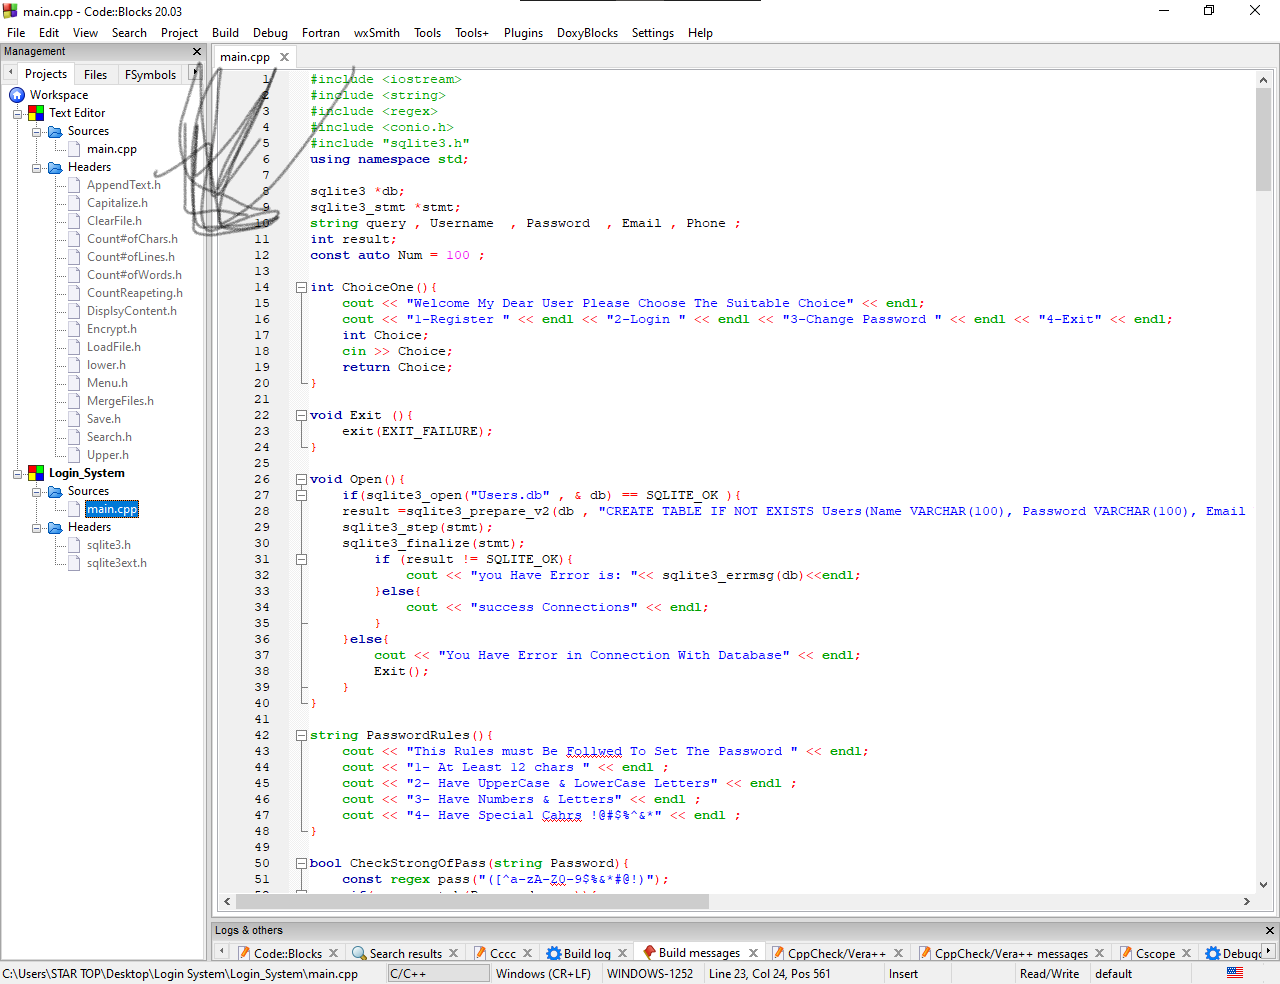 main.cpp - Code::Blocks 20.03
File Edit View Search Project Build Debug Fortran wxSmith Tools Tools+ Plugins DoxyBlocks Settings Help
Management
main.cpp
Projects Files FSymbols
Workspace
Text Editor
Sources
main.cpp
Headers
AppendText.h
Capitalize.h
ClearFile.h
Count#ofChars.h
Count#ofLines.h
Count#ofWords.h
CountReapeting.h
DisplsyContent.h
Encrypt.h
LoadFile.h
lower.h
Menu.h
MergeFiles.h
Save.h
Search.h
Upper.h
Login_System
Sources
main.cpp
Headers
sqlite3.h
sqlite3ext.h
1 #include <iostream>
2 #include <string>
3 #include <regex>
4 #include <conio.h>
5 #include "sqlite3.h"
6 using namespace std;
7
8 sqlite3 *db;
9 sqlite3_stmt *stmt;
10 string query , Username  , Password  , Email , Phone ;
11 int result;
12 const auto Num = 100 ;
13
14 int ChoiceOne(){
15     cout << "Welcome My Dear User Please Choose The Suitable Choice" << endl;
16     cout << "1-Register " << endl << "2-Login " << endl << "3-Change Password " << endl << "4-Exit" << endl;
17     int Choice;
18     cin >> Choice;
19     return Choice;
20 }
21
22 void Exit (){
23     exit(EXIT_FAILURE);
24 }
25
26 void Open(){
27     if(sqlite3_open("Users.db" , & db) == SQLITE_OK ){
28     result =sqlite3_prepare_v2(db , "CREATE TABLE IF NOT EXISTS Users(Name VARCHAR(100), Password VARCHAR(100), Email
29     sqlite3_step(stmt);
30     sqlite3_finalize(stmt);
31         if (result != SQLITE_OK){
32             cout << "you Have Error is: "<< sqlite3_errmsg(db)<<endl;
33         }else{
34             cout << "success Connections" << endl;
35         }
36     }else{
37         cout << "You Have Error in Connection With Database" << endl;
38         Exit();
39     }
40 }
41
42 string PasswordRules(){
43     cout << "This Rules must Be Follwed To Set The Password " << endl;
44     cout << "1- At Least 12 chars " << endl ;
45     cout << "2- Have UpperCase & LowerCase Letters" << endl ;
46     cout << "3- Have Numbers & Letters" << endl ;
47     cout << "4- Have Special Cahrs !@#$%^&*" << endl ;
48 }
49
50 bool CheckStrongOfPass(string Password){
51     const regex pass("([^a-zA-Z0-9$%&*#@!)");
Logs & others
Code::Blocks Search results Cccc Build log Build messages CppCheck/Vera++ CppCheck/Vera++ messages Cscope Debug
C:\Users\STAR TOP\Desktop\Login System\Login_System\main.cpp C/C++ Windows (CR+LF) WINDOWS-1252 Line 23, Col 24, Pos 561 Insert Read/Write default